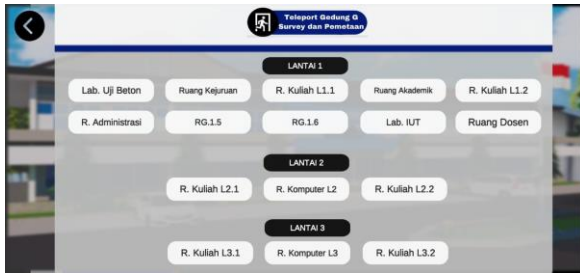 Teleport Gedung G
Survey dan Pemetaan
LANTAI 1
Lab. Uji Beton
Ruang Kejuruan
R. Kuliah L1.1
Ruang Akademik
R. Kuliah L1.2
R. Administrasi
RG.1.5
RG.1.6
Lab. IUT
Ruang Dosen
LANTAI 2
R. Kuliah L2.1
R. Komputer L2
R. Kuliah L2.2
LANTAI 3
R. Kuliah L3.1
R. Komputer L3
R. Kuliah L3.2